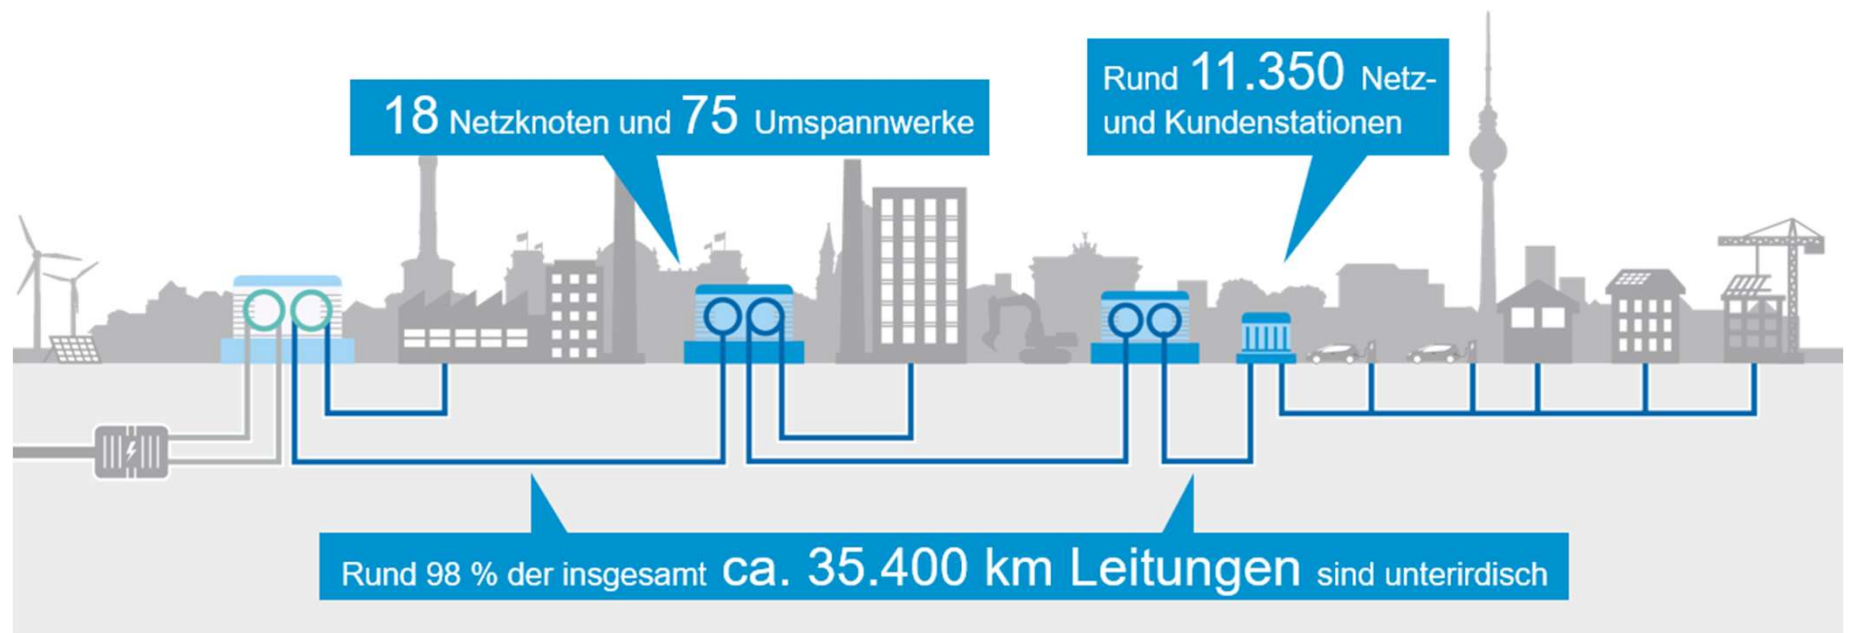 18 Netzknoten und 75 Umspannwerke
Rund 11.350 Netz-
und Kundenstationen
Rund 98 % der insgesamt ca. 35.400 km Leitungen sind unterirdisch